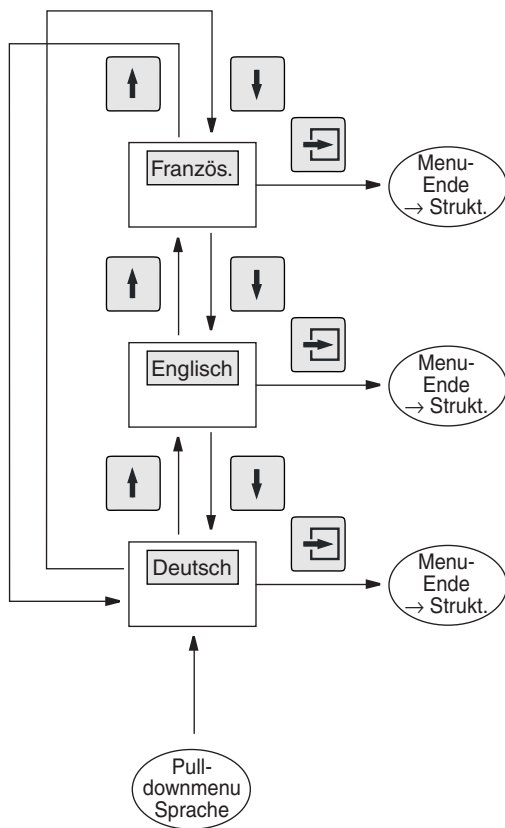 Französ.
Menu-
Ende
→ Strukt.
Englisch
Menu-
Ende
→ Strukt.
Deutsch
Menu-
Ende
→ Strukt.
Pull-
downmenu
Sprache